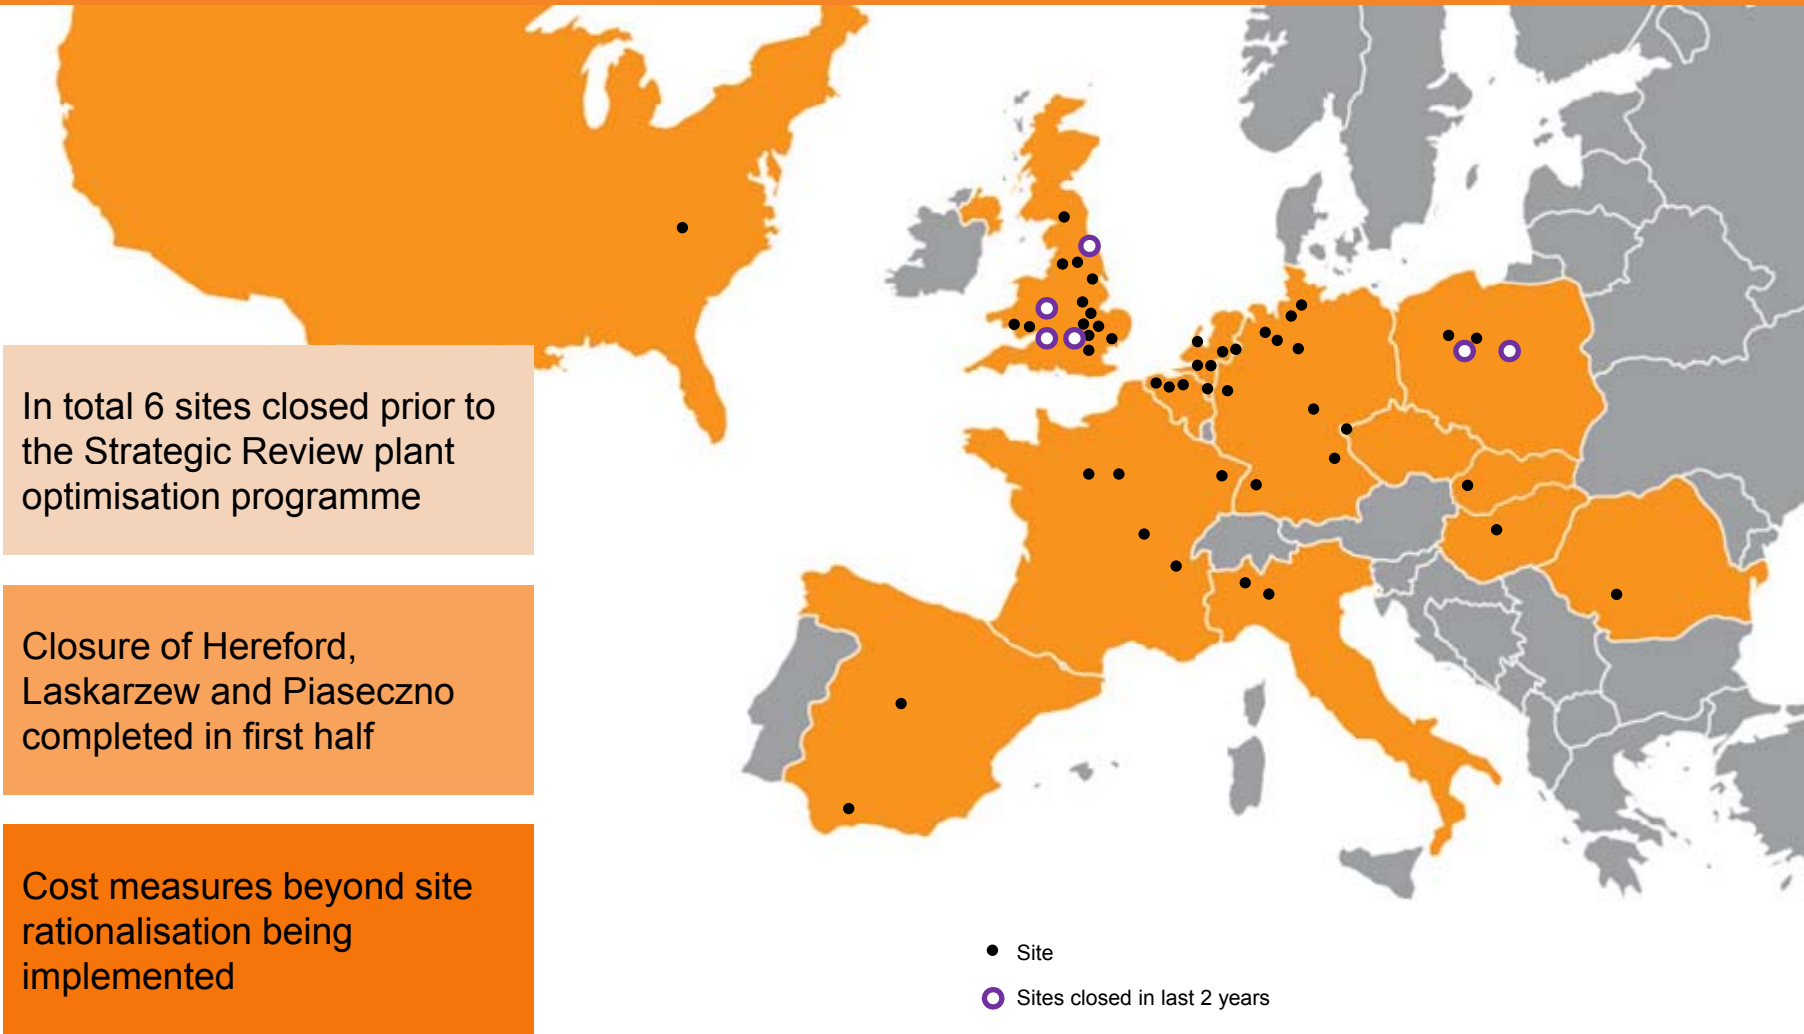 In total 6 sites closed prior to
the Strategic Review plant
optimisation programme
Closure of Hereford,
Laskarzew and Piaseczno
completed in first half
Cost measures beyond site
rationalisation being
implemented
Site
Sites closed in last 2 years